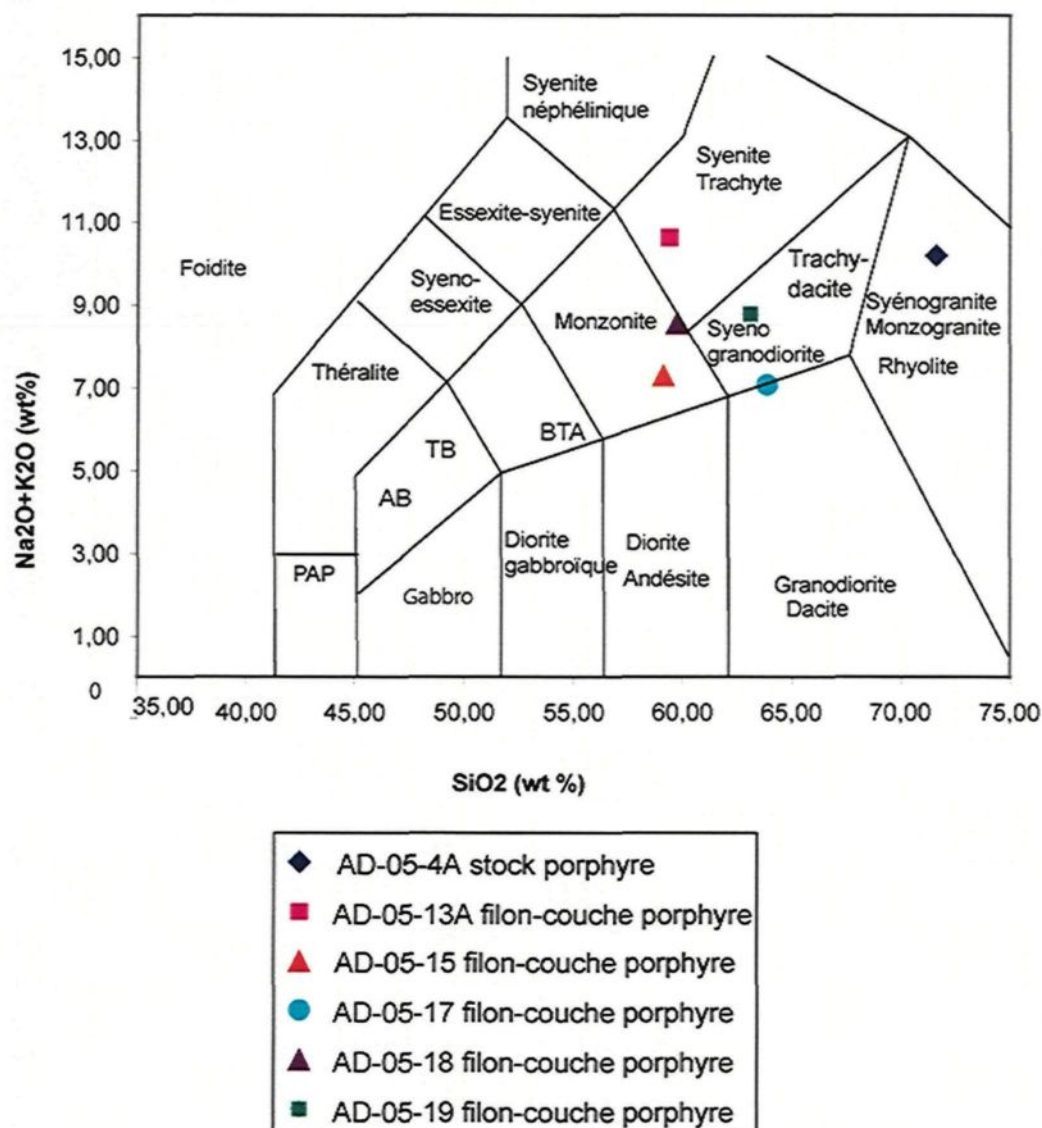 15,00
13,00
11,00
9,00
7,00
5,00
3,00
1,00
0
Na2O+K2O (wt%)
35,00
40,00
45,00
50,00
55,00
60,00
65,00
70,00
75,00
SiO2 (wt %)
Syenite
néphélinique
Syenite
Trachyte
Essexite-syenite
Foidite
Syeno-
essexite
Trachy-
dacite
Monzonite
Syeno
granodiorite
Syénogranite
Monzogranite
Rhyolite
Théralite
BTA
TB
AB
PAP
Gabbro
Diorite
gabbroïque
Diorite
Andésite
Granodiorite
Dacite
AD-05-4A stock porphyre
AD-05-13A filon-couche porphyre
AD-05-15 filon-couche porphyre
AD-05-17 filon-couche porphyre
AD-05-18 filon-couche porphyre
AD-05-19 filon-couche porphyre